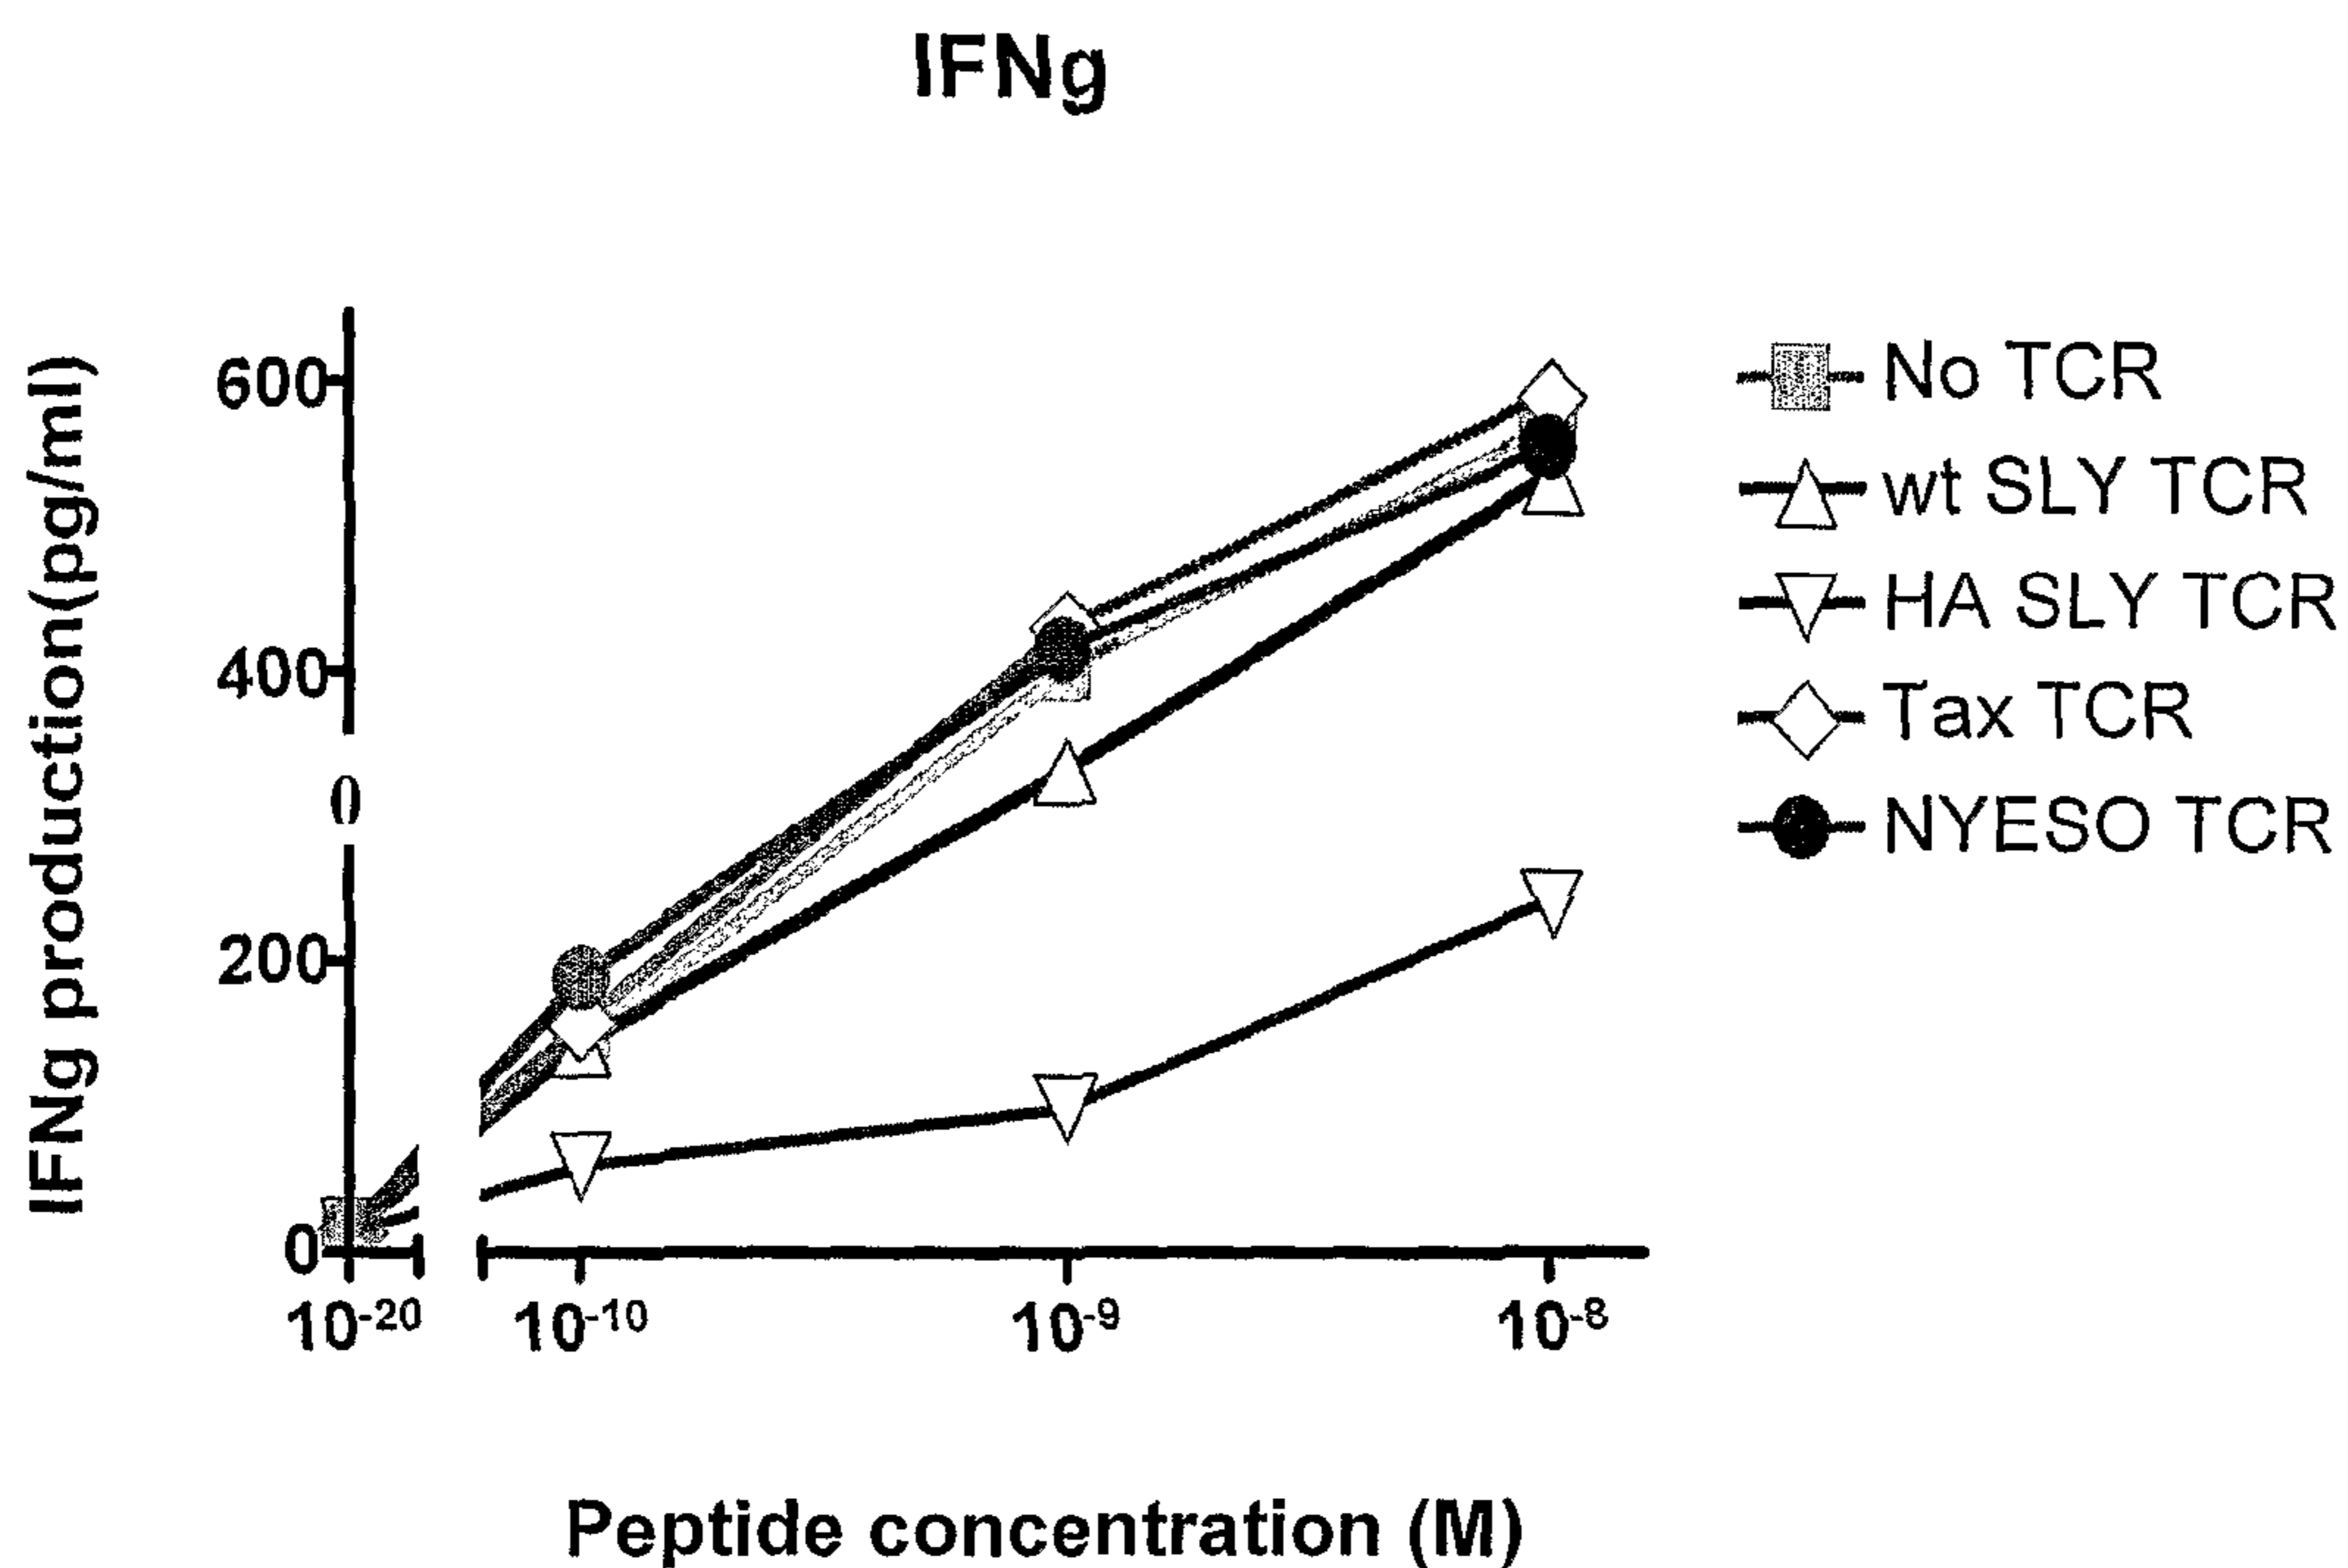 IFNg
IFNg production(pg/ml)
600
400
0
200
0
10-20
10-10
10-9
10-8
Peptide concentration (M)
No TCR
wt SLY TCR
HA SLY TCR
Tax TCR
NYESO TCR